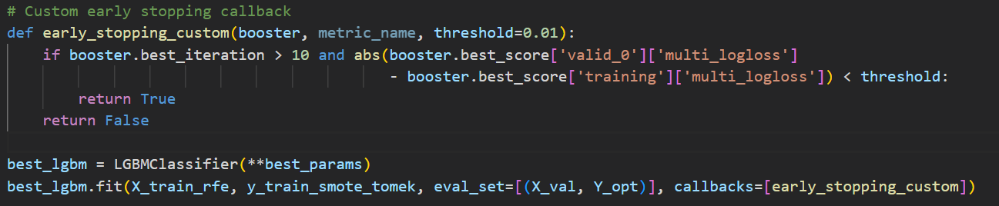 # Custom early stopping callback
def early_stopping_custom(booster, metric_name, threshold=0.01):
    if booster.best_iteration > 10 and abs(booster.best_score['valid_0']['multi_logloss']
                                          - booster.best_score['training']['multi_logloss']) < threshold:
        return True
    return False

best_lgbm = LGBMClassifier(**best_params)
best_lgbm.fit(X_train_rfe, y_train_smote_tomek, eval_set=[(X_val, Y_opt)], callbacks=[early_stopping_custom])